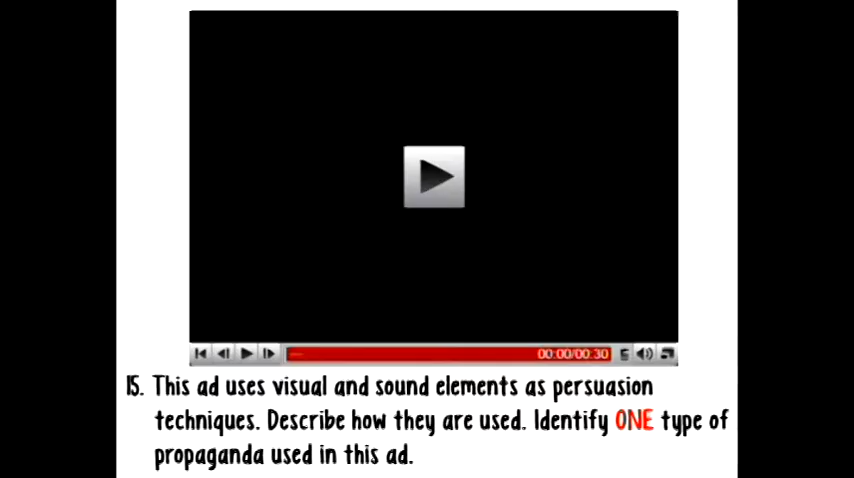 00:00/00:30
15. This ad uses visual and sound elements as persuasion
techniques. Describe how they are used. Identify ONE type of
propaganda used in this ad.